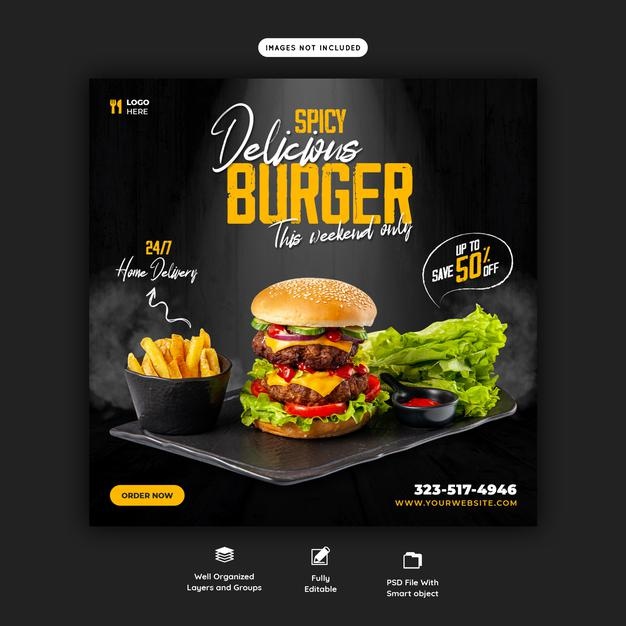 IMAGES NOT INCLUDED
LOGO
HERE
SPICY
Delicious
BURGER
This weekend only
24/7
Home Delivery
UP TO
SAVE 50% OFF
ORDER NOW
323-517-4946
WWW.YOURWEBSITE.COM
Well Organized
Layers and Groups
Fully
Editable
PSD File With
Smart object